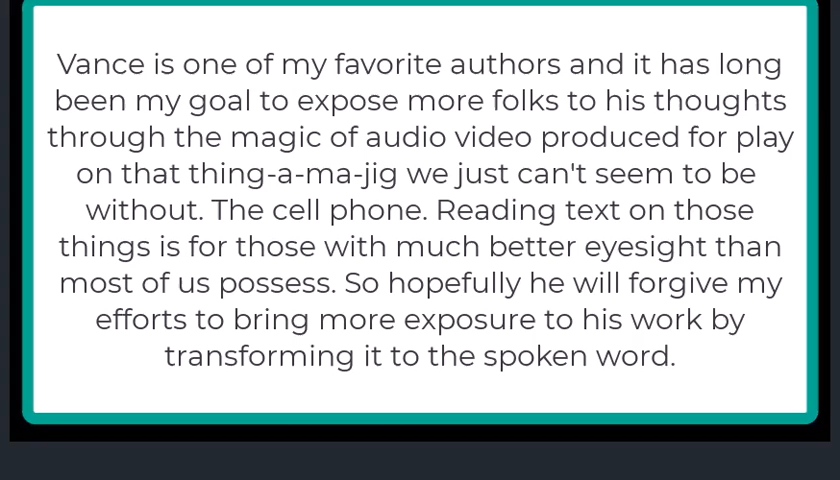 Vance is one of my favorite authors and it has long
been my goal to expose more folks to his thoughts
through the magic of audio video produced for play
on that thing-a-ma-jig we just can't seem to be
without. The cell phone. Reading text on those
things is for those with much better eyesight than
most of us possess. So hopefully he will forgive my
efforts to bring more exposure to his work by
transforming it to the spoken word.